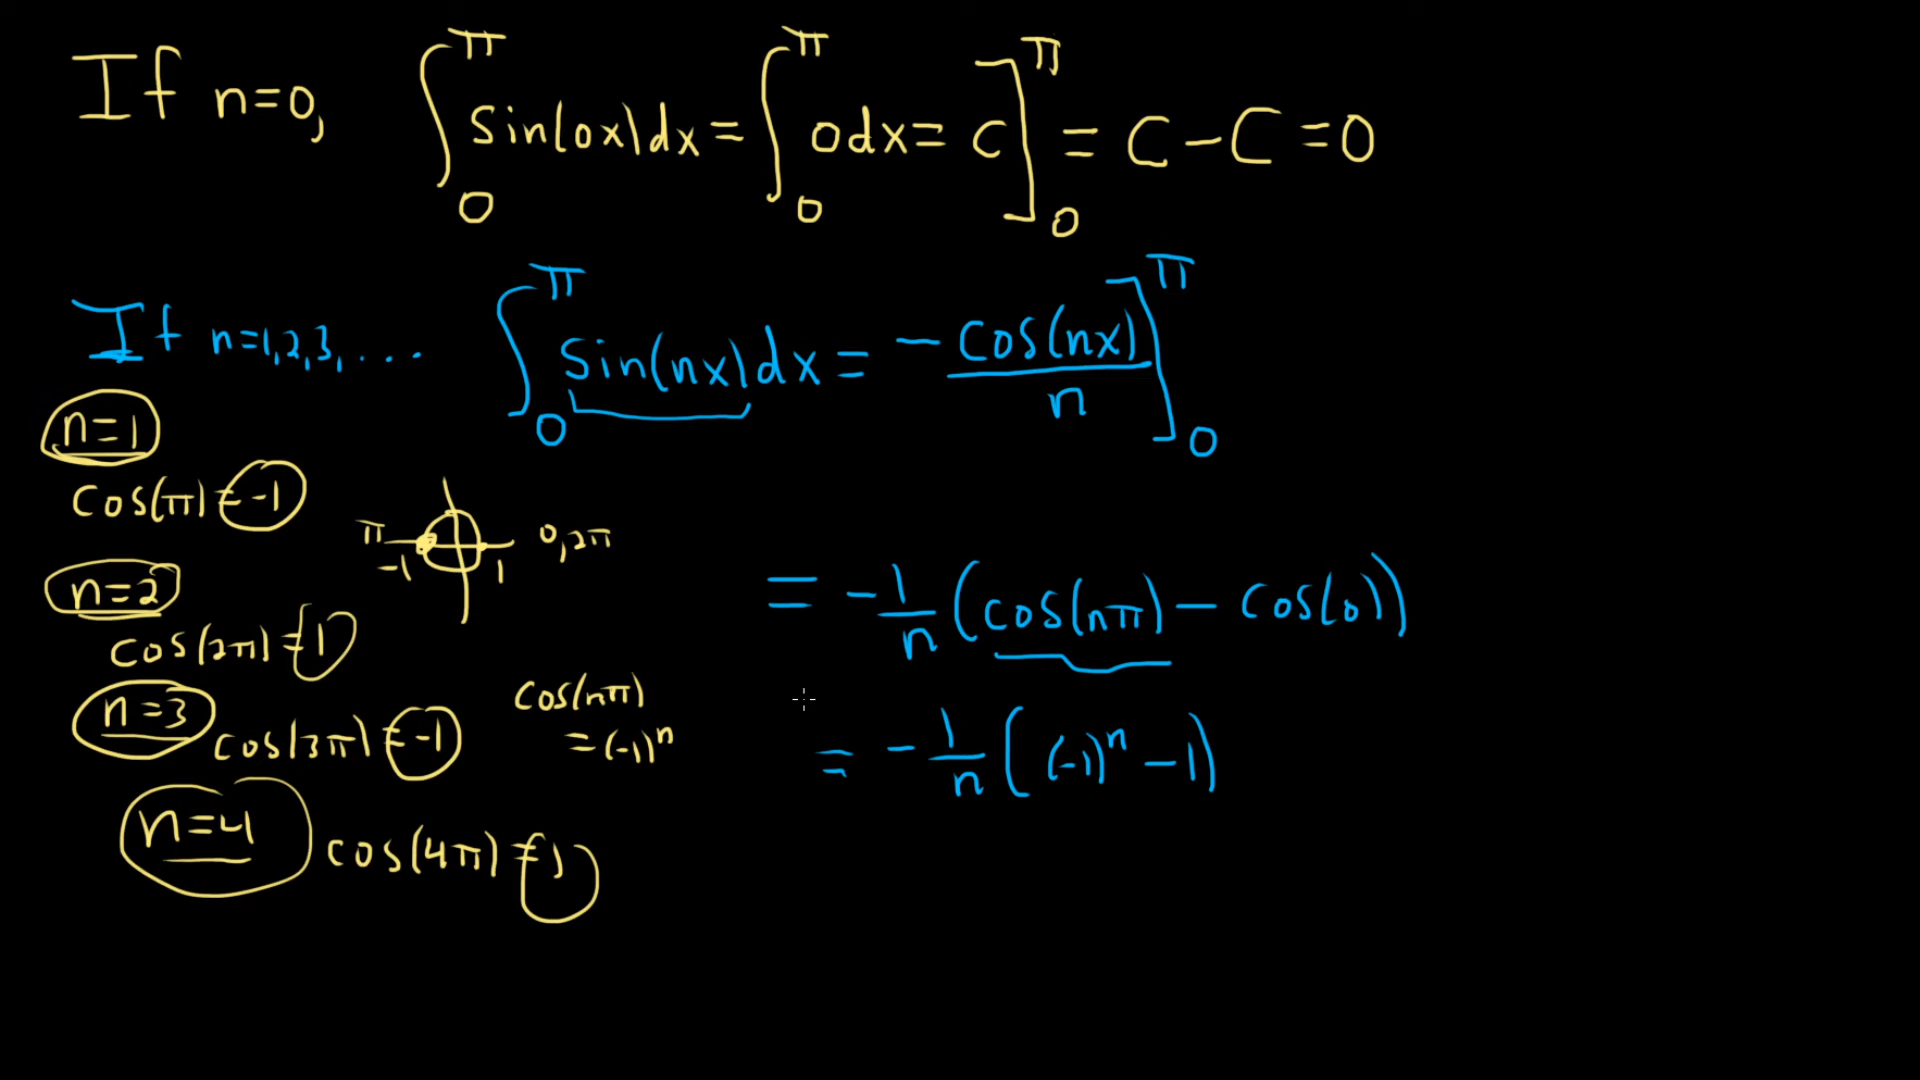 If n=0, ∫₀^π sin(0x)dx = ∫₀^π 0dx = C]₀^π = C - C = 0
If n=1,2,3,... ∫₀^π sin(nx)dx = - cos(nx)/n ]₀^π
n=1
cos(π) = -1
π -1 1 0,2π
= -1/n (cos(nπ) - cos(0))
n=2
cos(2π) = 1
n=3 cos(3π) = -1
cos(nπ)
= (-1)^n
= -1/n ((-1)^n - 1)
n=4 cos(4π) = 1